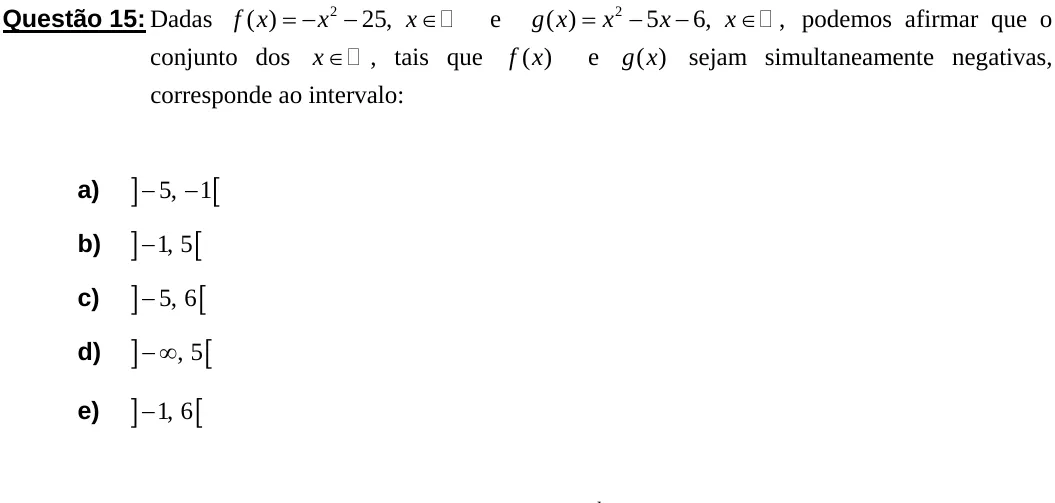 Questão 15: Dadas f(x) = −x² − 25, x ∈ □ e g(x) = x² − 5x − 6, x ∈ □ , podemos afirmar que o
conjunto dos x ∈ □ , tais que f(x) e g(x) sejam simultaneamente negativas,
corresponde ao intervalo:
a) ]−5, −1[
b) ]−1, 5[
c) ]−5, 6[
d) ]−∞, 5[
e) ]−1, 6[